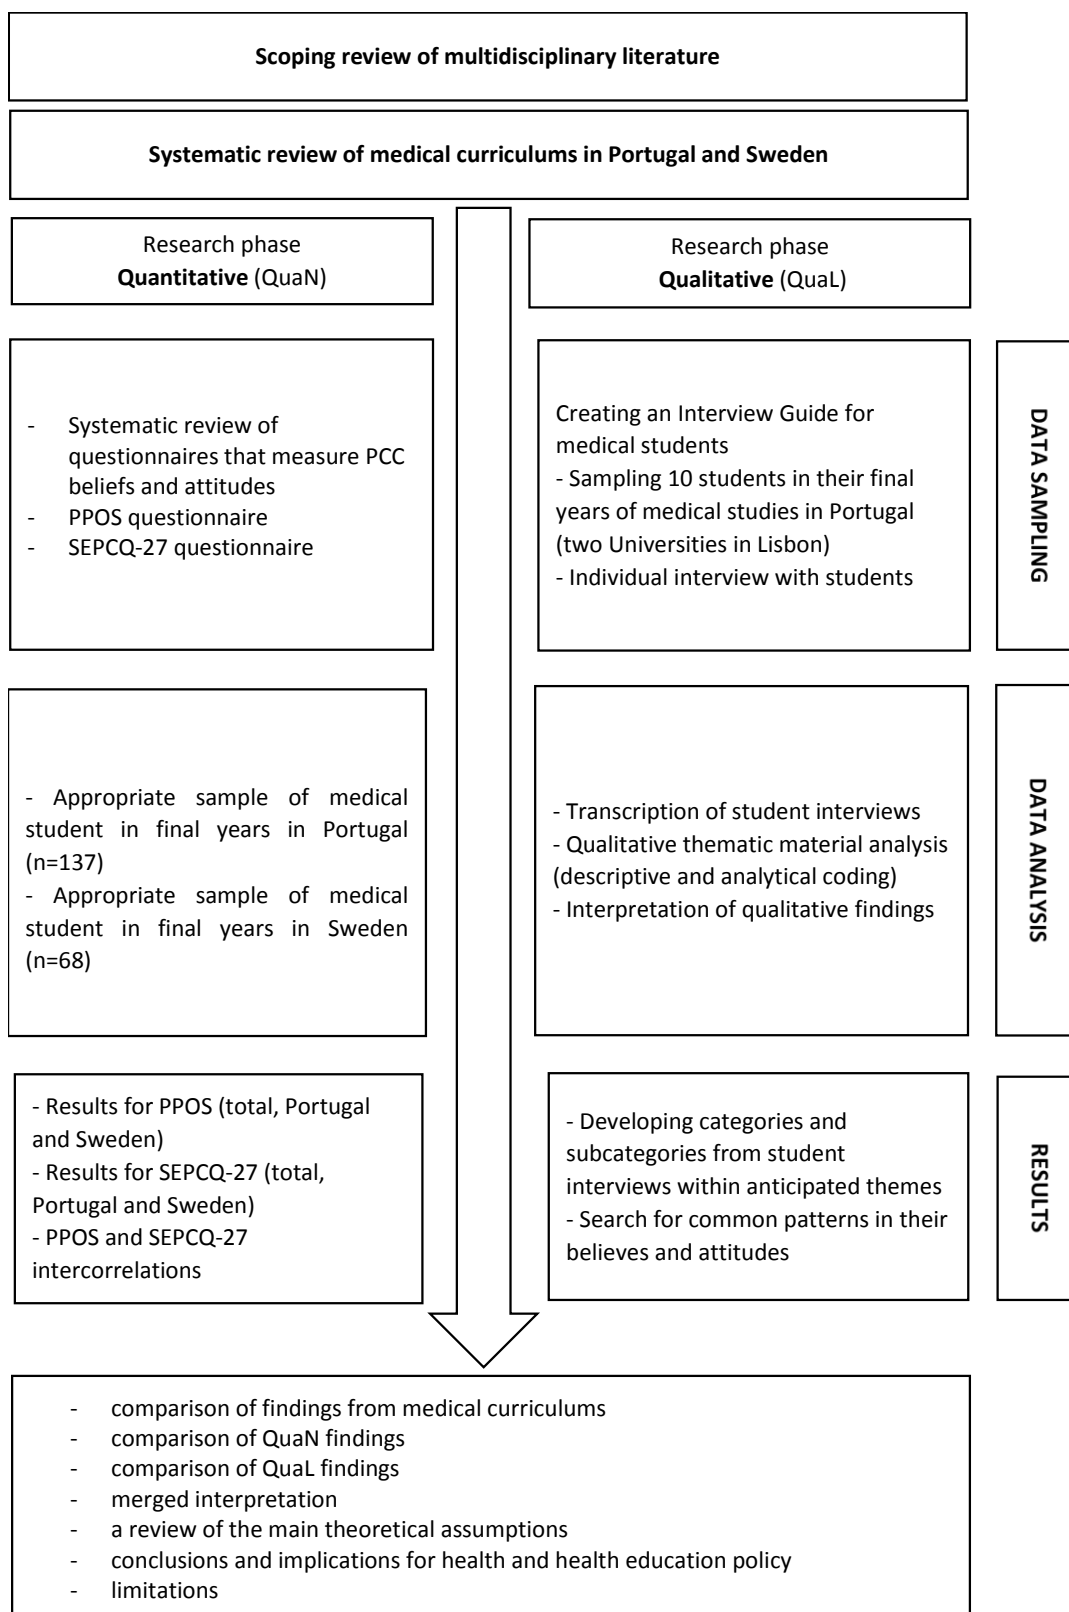 Scoping review of multidisciplinary literature
Systematic review of medical curriculums in Portugal and Sweden
Research phase
Quantitative (QuaN)
Research phase
Qualitative (QuaL)
- Systematic review of
questionnaires that measure PCC
beliefs and attitudes
- PPOS questionnaire
- SEPCQ-27 questionnaire
Creating an Interview Guide for
medical students
- Sampling 10 students in their final
years of medical studies in Portugal
(two Universities in Lisbon)
- Individual interview with students
DATA SAMPLING
- Appropriate sample of medical
student in final years in Portugal
(n=137)
- Appropriate sample of medical
student in final years in Sweden
(n=68)
- Transcription of student interviews
- Qualitative thematic material analysis
(descriptive and analytical coding)
- Interpretation of qualitative findings
DATA ANALYSIS
- Results for PPOS (total, Portugal
and Sweden)
- Results for SEPCQ-27 (total,
Portugal and Sweden)
- PPOS and SEPCQ-27
intercorrelations
- Developing categories and
subcategories from student
interviews within anticipated themes
- Search for common patterns in their
believes and attitudes
RESULTS
- comparison of findings from medical curriculums
- comparison of QuaN findings
- comparison of QuaL findings
- merged interpretation
- a review of the main theoretical assumptions
- conclusions and implications for health and health education policy
- limitations